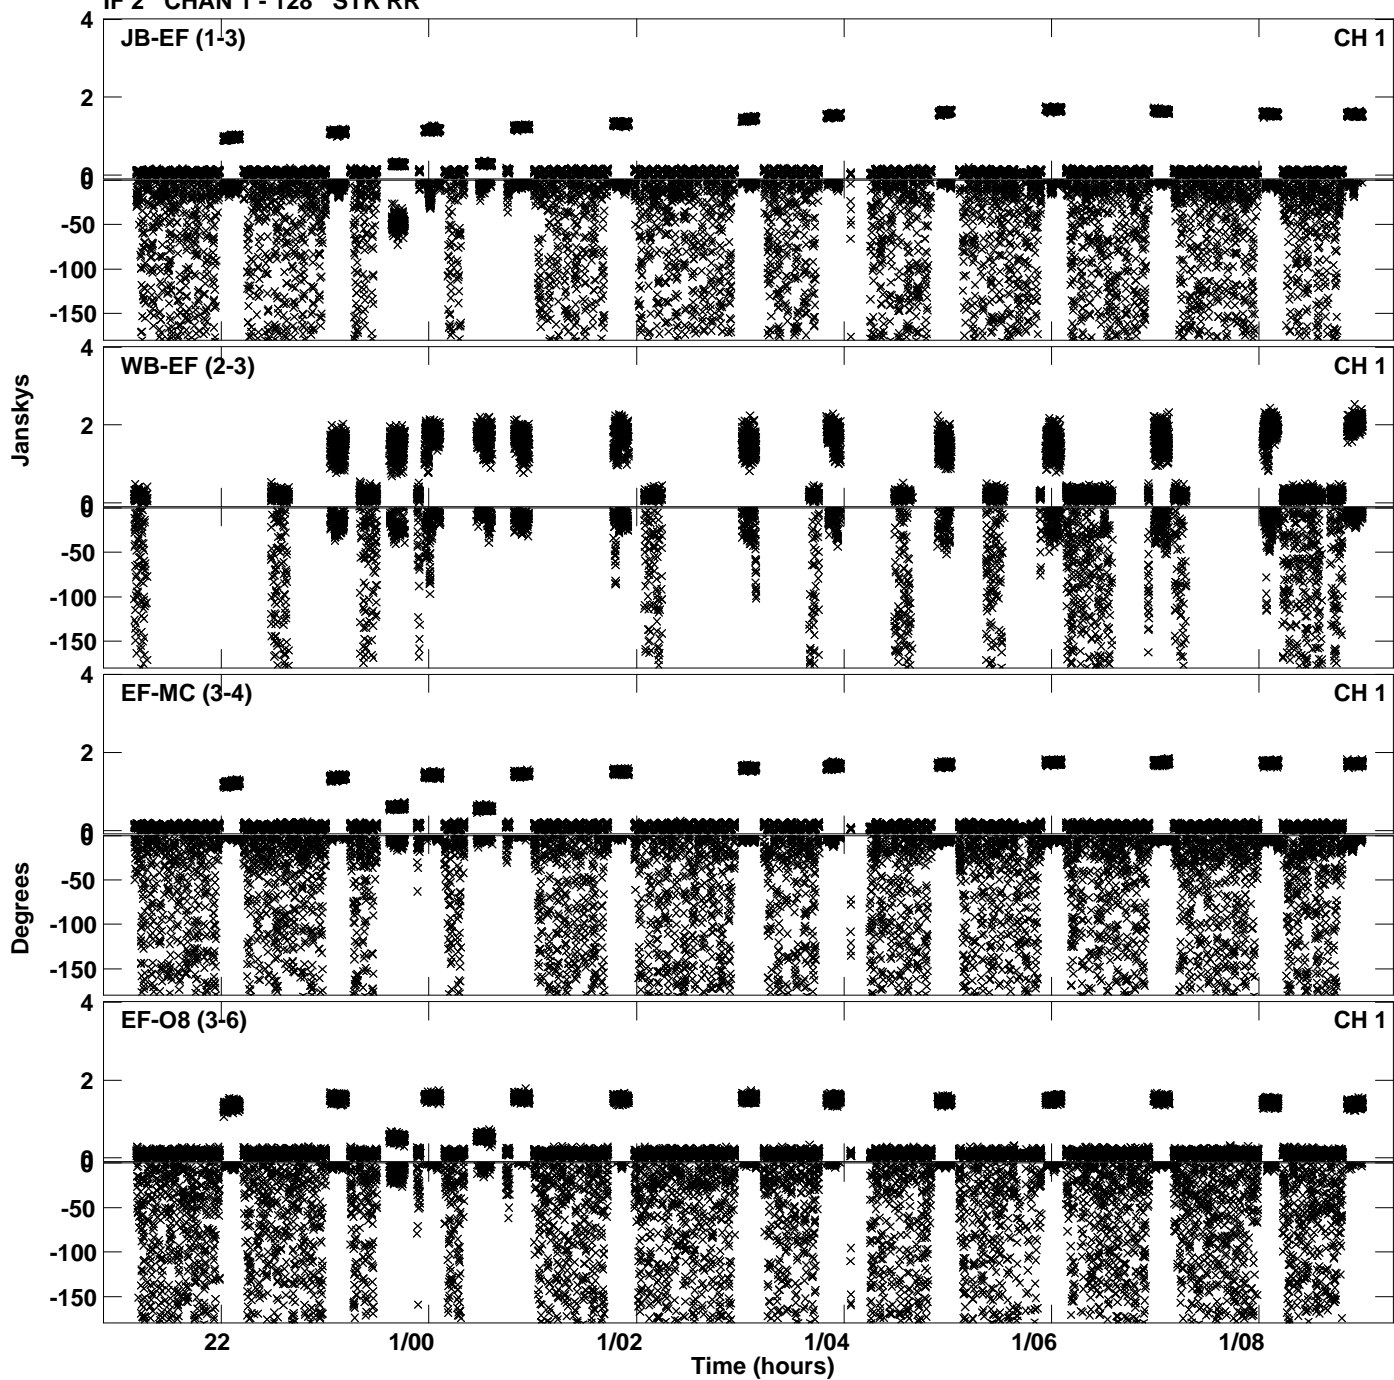 IF 2 CHAN 1 - 128 STK RR
4
JB-EF (1-3)
CH 1
2
0
0
-50
-100
-150
4
WB-EF (2-3)
CH 1
2
0
0
-50
-100
-150
Janskys
4
EF-MC (3-4)
CH 1
2
0
0
-50
-100
-150
Degrees
4
EF-O8 (3-6)
CH 1
2
0
0
-50
-100
-150
22 1/00 1/02 1/04 1/06 1/08
Time (hours)